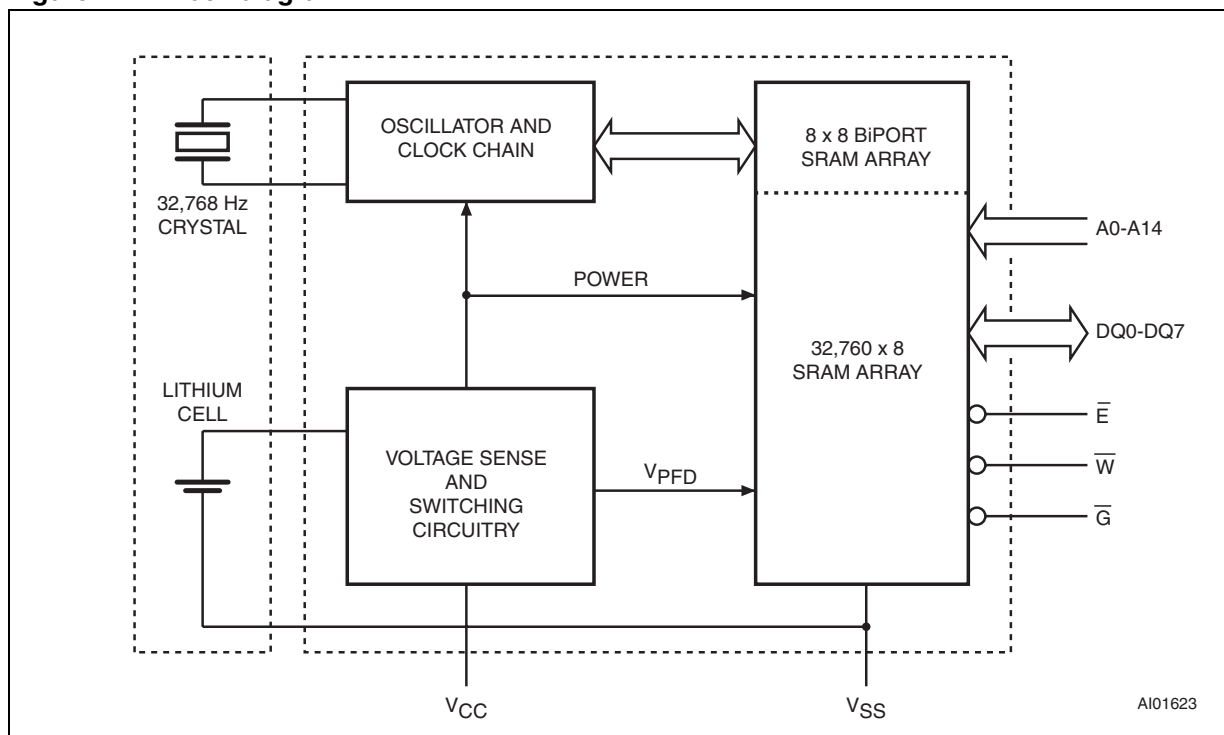 OSCILLATOR AND
CLOCK CHAIN
8 x 8 BiPORT
SRAM ARRAY
32,768 Hz
CRYSTAL
A0-A14
POWER
DQ0-DQ7
32,760 x 8
SRAM ARRAY
LITHIUM
CELL
E̅
VOLTAGE SENSE
AND
SWITCHING
CIRCUITRY
VPFD
W̅
G̅
VCC
VSS
AI01623